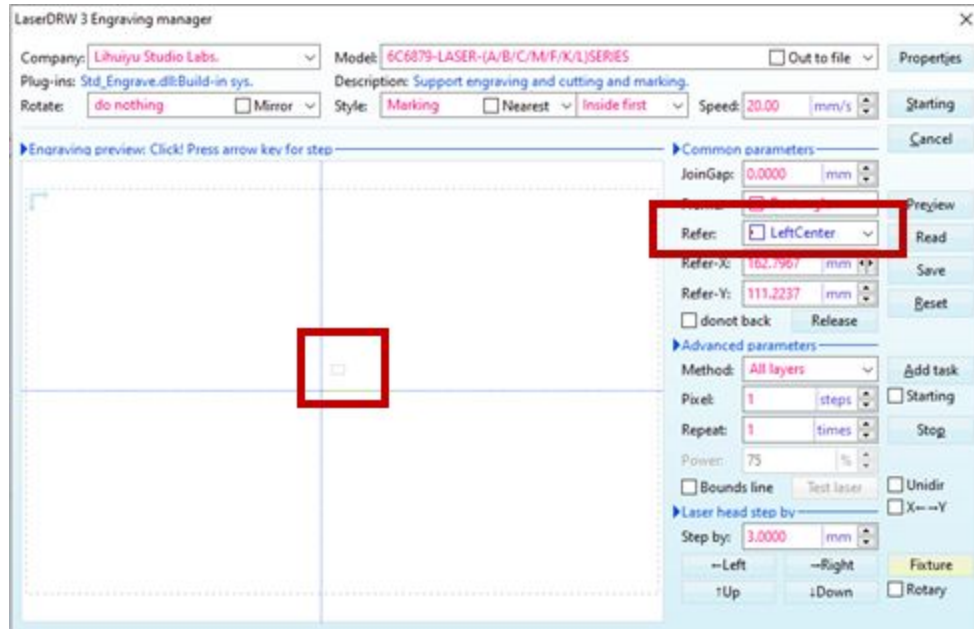 LaserDRW 3 Engraving manager
Company: Lihuiyu Studio Labs. Model: 6C6879-LASER-(A/B/C/M/F/K/L)SERIES Out to file Properties
Plug-ins: Std_Engrave.dll:Build-in sys. Description: Support engraving and cutting and marking.
Rotate: do nothing Mirror Style: Marking Nearest Inside first Speed: 20.00 mm/s Starting
Cancel
Engraving preview: Click! Press arrow key for step Common parameters
JoinGap: 0.0000 mm
Preview
Refer: LeftCenter Read
Refer-X: 162.7967 mm Save
Refer-Y: 111.2237 mm Reset
donot back Release
Advanced parameters
Method: All layers Add task
Pixel: 1 steps Starting
Repeat: 1 times Stop
Power: 75 %
Bounds line Test laser Unidir
Laser head step by X←→Y
Step by: 3.0000 mm
←Left →Right Fixture
↑Up ↓Down Rotary